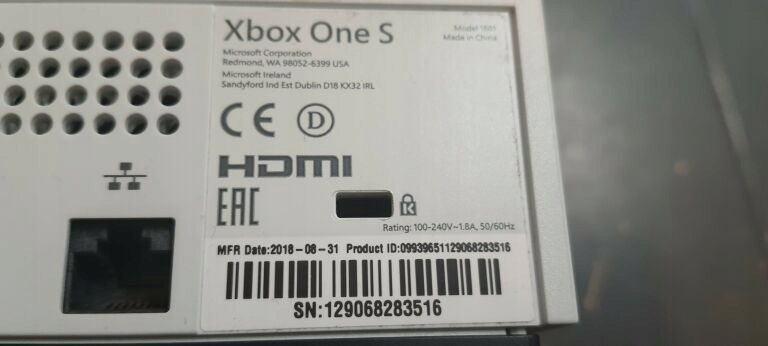 Xbox One S
Microsoft Corporation
Redmond, WA 98052-6399 USA
Microsoft Ireland
Sandyford Ind Est Dublin D18 KX32 IRL
Model 1681
Made in China
CE D
HDMI
EAC
K
Rating: 100-240V~1.8A, 50/60Hz
MFR Date:2018-08-31 Product ID:09939651129068283516
SN:129068283516